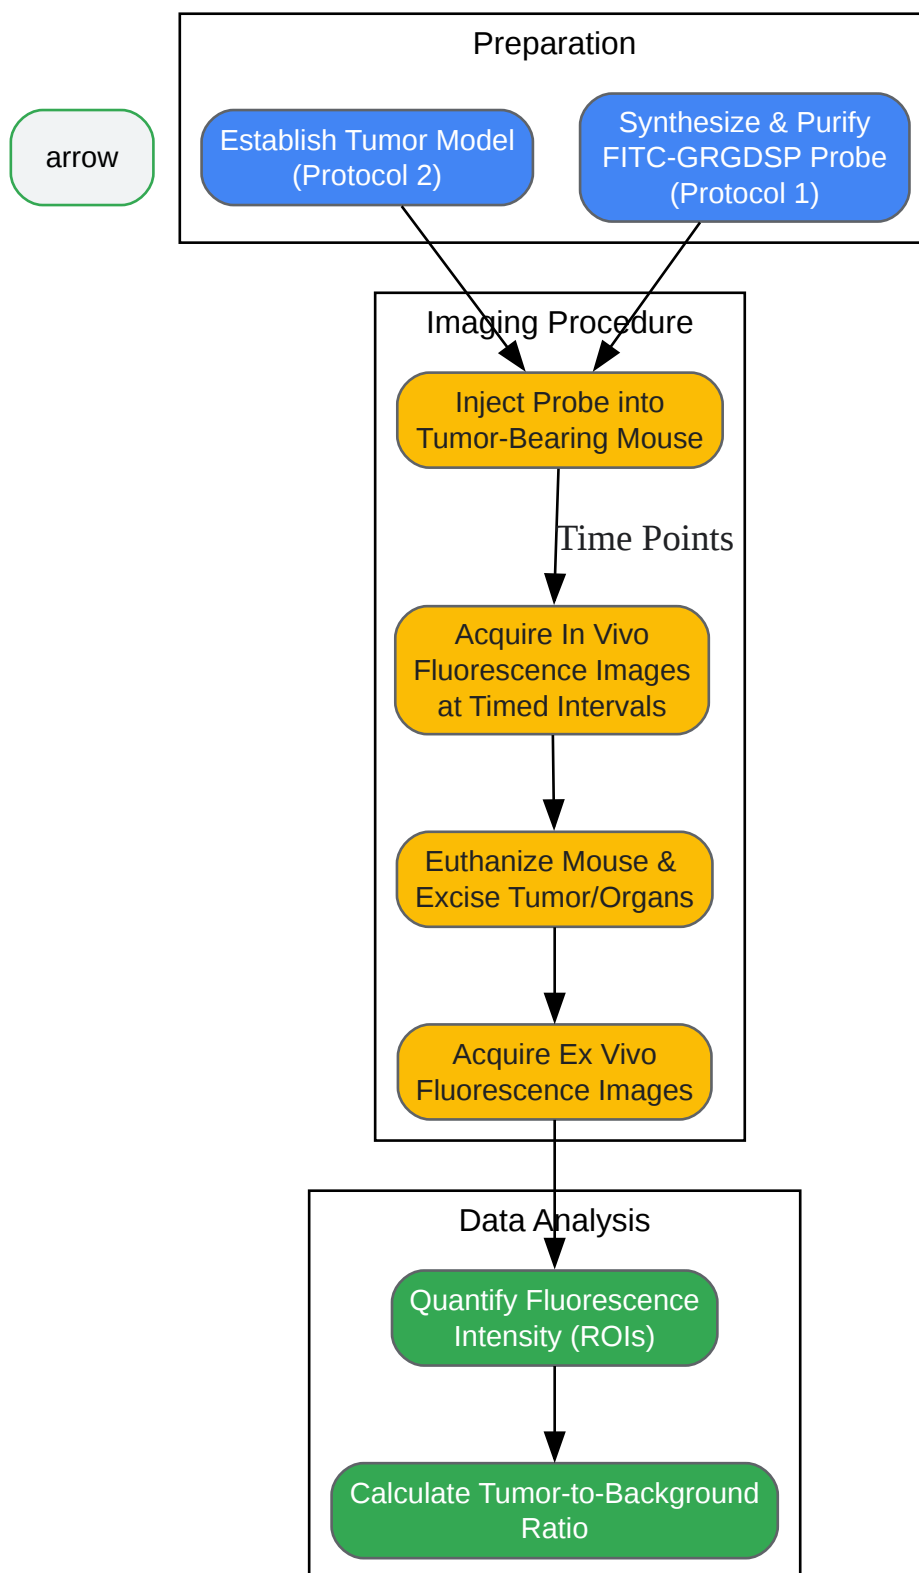 Preparation
arrow
Establish Tumor Model
(Protocol 2)
Synthesize & Purify
FITC-GRGDSP Probe
(Protocol 1)
Imaging Procedure
Inject Probe into
Tumor-Bearing Mouse
Time Points
Acquire In Vivo
Fluorescence Images
at Timed Intervals
Euthanize Mouse &
Excise Tumor/Organs
Acquire Ex Vivo
Fluorescence Images
Data Analysis
Quantify Fluorescence
Intensity (ROIs)
Calculate Tumor-to-Background
Ratio